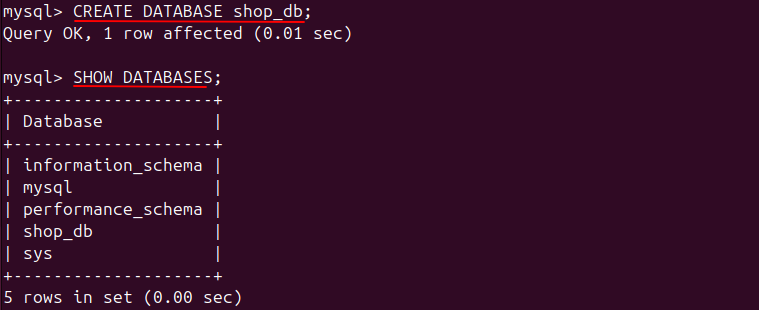 mysql> CREATE DATABASE shop_db;
Query OK, 1 row affected (0.01 sec)
mysql> SHOW DATABASES;
+--------------------+
| Database           |
+--------------------+
| information_schema |
| mysql              |
| performance_schema |
| shop_db            |
| sys                |
+--------------------+
5 rows in set (0.00 sec)